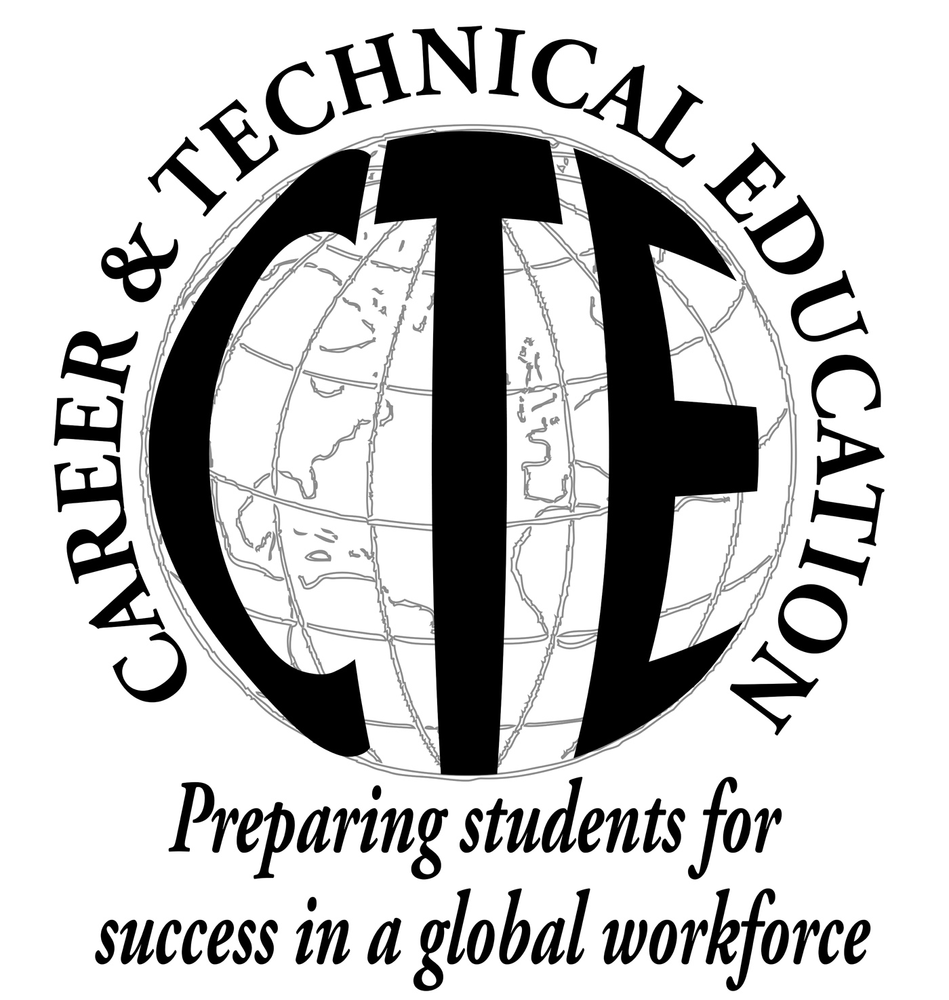 CAREER & TECHNICAL EDUCATION
CTE
Preparing students for
success in a global workforce